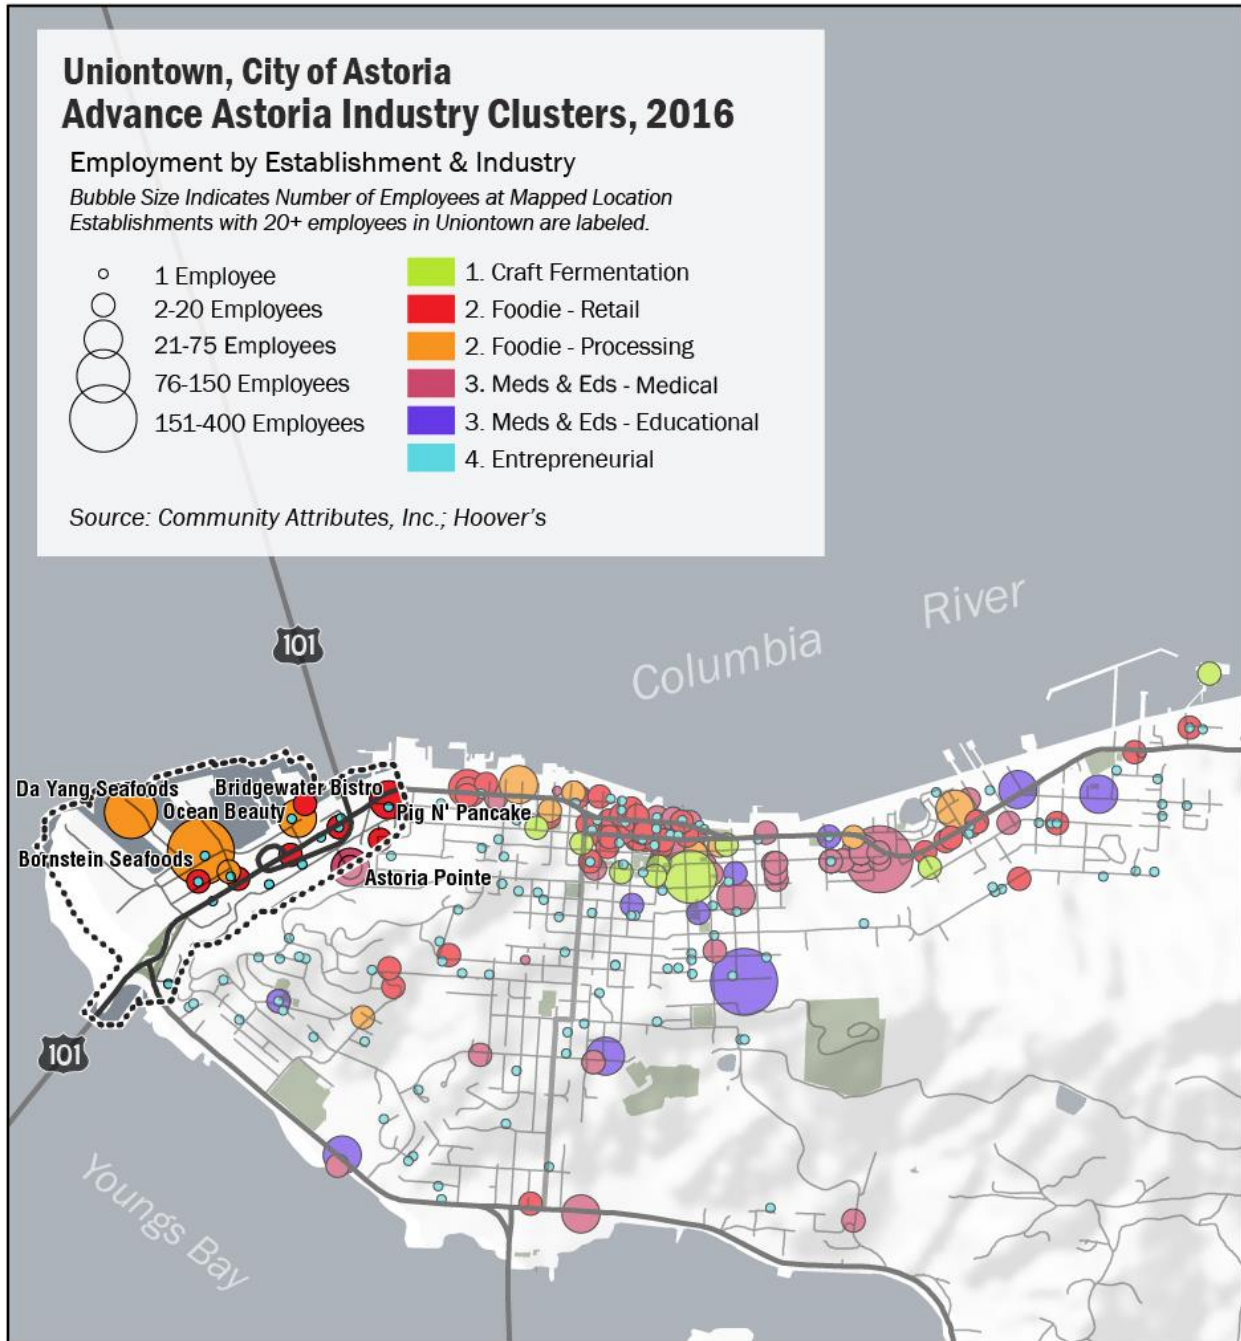 Uniontown, City of Astoria
Advance Astoria Industry Clusters, 2016
Employment by Establishment & Industry
Bubble Size Indicates Number of Employees at Mapped Location
Establishments with 20+ employees in Uniontown are labeled.
1 Employee
2-20 Employees
21-75 Employees
76-150 Employees
151-400 Employees
1. Craft Fermentation
2. Foodie - Retail
2. Foodie - Processing
3. Meds & Eds - Medical
3. Meds & Eds - Educational
4. Entrepreneurial
Source: Community Attributes, Inc.; Hoover's
River
101
Columbia
Da Yang Seafoods
Bridgewater Bistro
Ocean Beauty
Pig N' Pancake
Bornstein Seafoods
Astoria Pointe
101
Youngs Bay